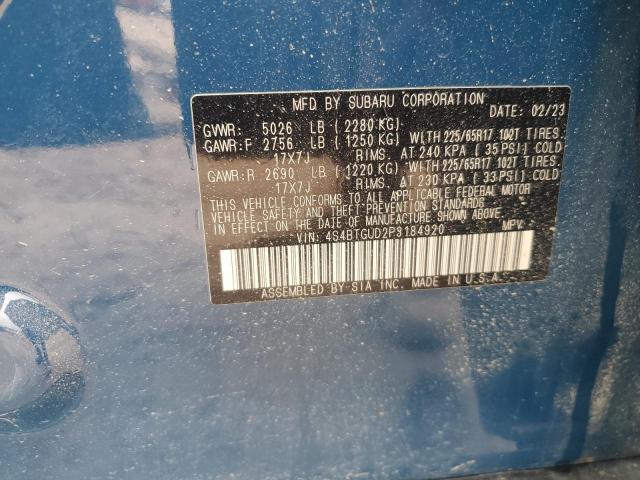 MFD BY SUBARU CORPORATION
DATE: 02/23
GVWR: 5026 LB (2280 KG)
GAWR:F 2756 LB (1250 KG) WITH 225/65R17 102T TIRES.
17X7J RIMS. AT 240 KPA (35 PSI) COLD
GAWR:R 2690 LB (1220 KG) WITH 225/65R17 102T TIRES.
17X7J RIMS. AT 230 KPA (33 PSI) COLD
THIS VEHICLE CONFORMS TO ALL APPLICABLE FEDERAL MOTOR
VEHICLE SAFETY AND THEFT PREVENTION STANDARDS
IN EFFECT ON THE DATE OF MANUFACTURE SHOWN ABOVE.
VIN: 4S4BTGUD2P3184920 MPV
ASSEMBLED BY SIA INC. MADE IN U.S.A.